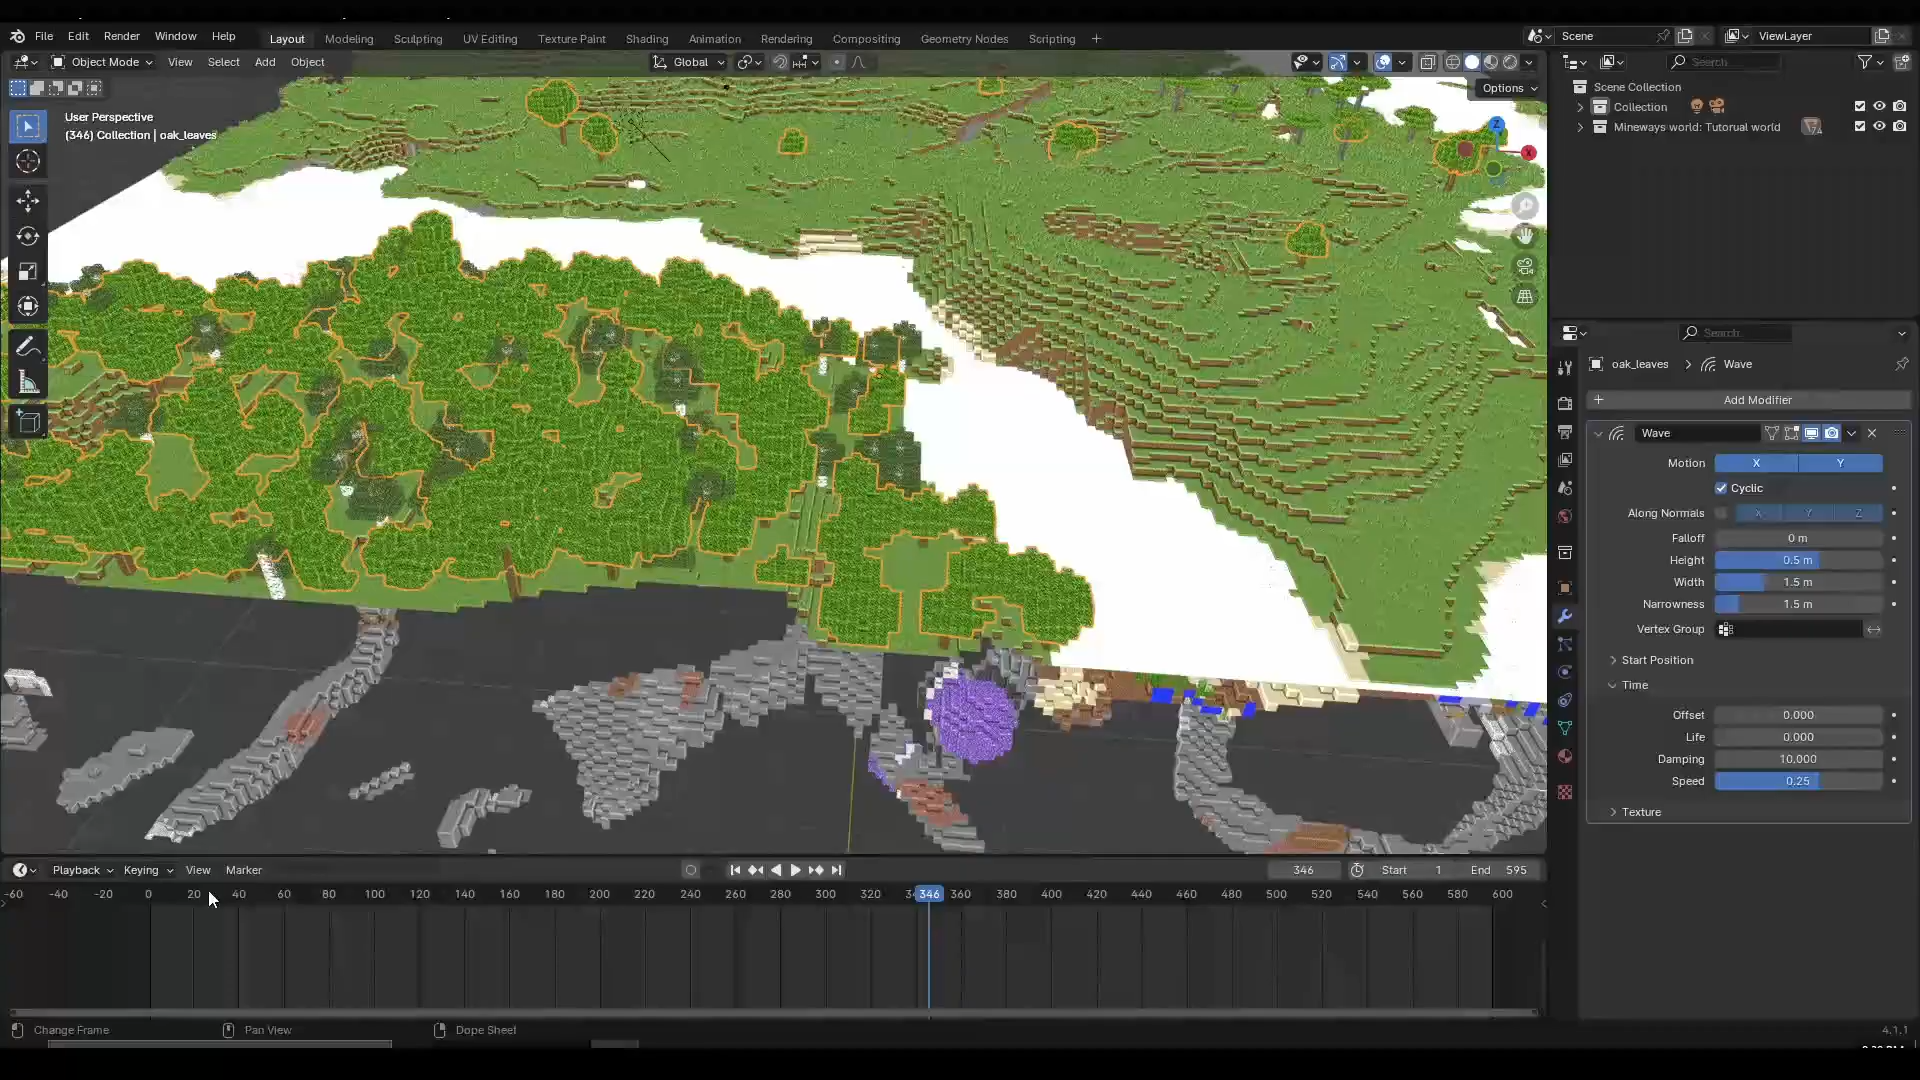 File Edit Render Window Help Layout Modeling Sculpting UV Editing Texture Paint Shading Animation Rendering Compositing Geometry Nodes Scripting + Scene ViewLayer
Object Mode View Select Add Object Global Search
Options
User Perspective
(346) Collection | oak_leaves
Z
X
Scene Collection
Collection
Mineways world: Tutorual world 74
Search
oak_leaves > Wave
+ Add Modifier
Wave
Motion X Y
Cyclic
Along Normals X Y Z
Falloff 0 m
Height 0.5 m
Width 1.5 m
Narrowness 1.5 m
Vertex Group
Start Position
Time
Offset 0.000
Life 0.000
Damping 10.000
Speed 0.25
Texture
Playback Keying View Marker 346 Start 1 End 595
-60 -40 -20 0 20 40 60 80 100 120 140 160 180 200 220 240 260 280 300 320 346 360 380 400 420 440 460 480 500 520 540 560 580 600
Change Frame Pan View Dope Sheet 4.1.1